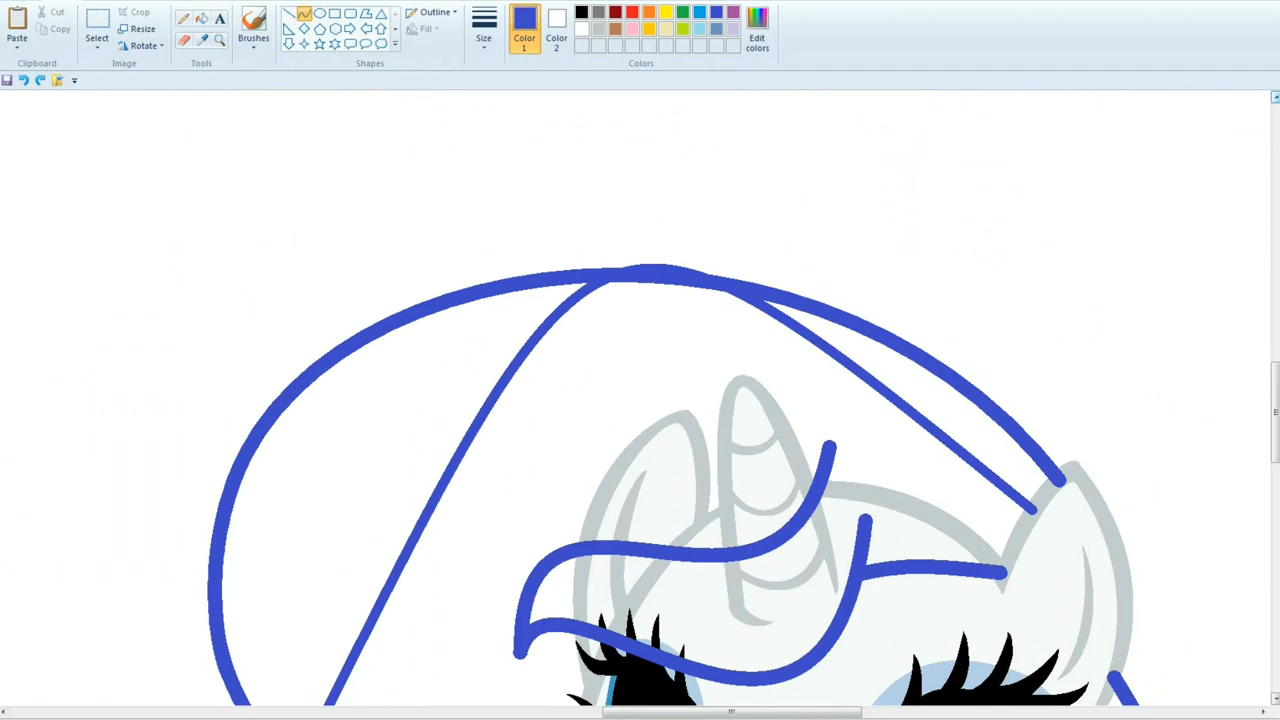 Paste
Cut
Copy
Clipboard
Select
Crop
Resize
Rotate
Image
A
Tools
Brushes
Shapes
Outline
Fill
Size
Color
1
Color
2
Edit
colors
Colors